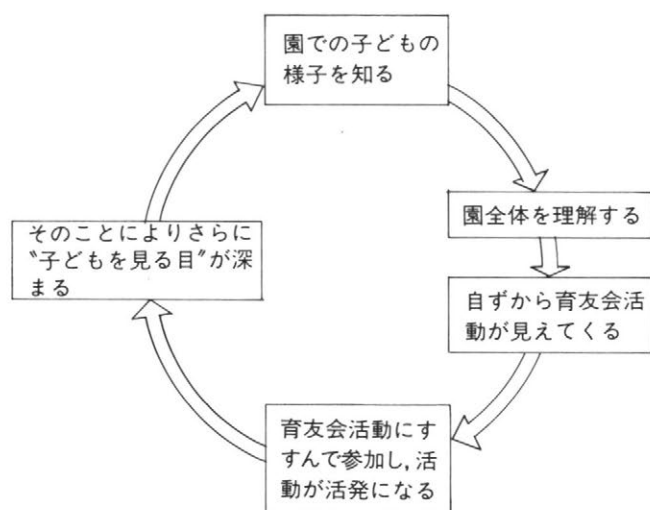 園での子どもの
様子を知る
園全体を理解する
自ずから育友会活
動が見えてくる
育友会活動にす
すんで参加し,活
動が活発になる
そのことによりさらに
〝子どもを見る目〟が深
まる